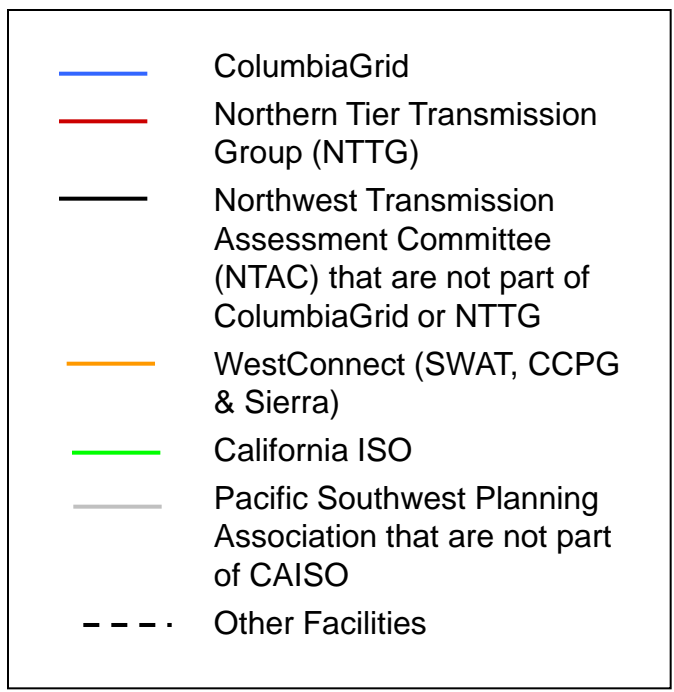 ColumbiaGrid
Northern Tier Transmission
Group (NTTG)
Northwest Transmission
Assessment Committee
(NTAC) that are not part of
ColumbiaGrid or NTTG
WestConnect (SWAT, CCPG
& Sierra)
California ISO
Pacific Southwest Planning
Association that are not part
of CAISO
Other Facilities